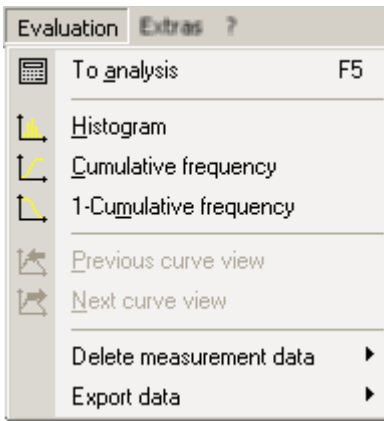 Evaluation Extras ?
To analysis F5
Histogram
Cumulative frequency
1-Cumulative frequency
Previous curve view
Next curve view
Delete measurement data
Export data